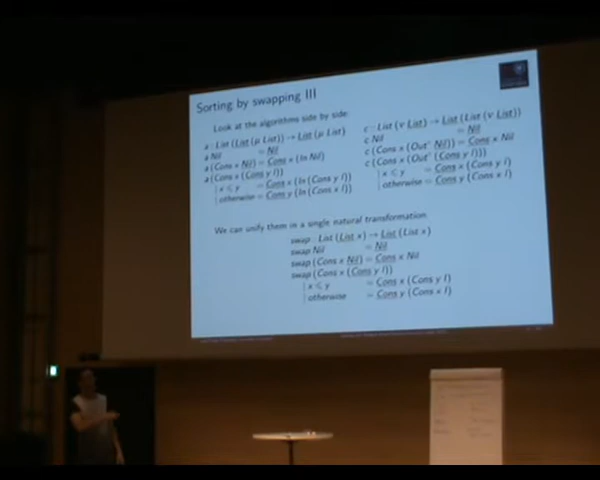 Sorting by swapping III
Look at the algorithms side by side
a : List (List (μ List)) → List (μ List)
a Nil = Nil
a (Cons x Nil) = Cons x (In Nil)
a (Cons x (Cons y l))
| x ⩽ y = Cons x (In (Cons y l))
| otherwise = Cons y (In (Cons x l))
c : List (ν List) → List (List (ν List))
c Nil = Nil
c (Cons x (Out° Nil)) = Cons x Nil
c (Cons x (Out° (Cons y l)))
| x ⩽ y = Cons x (Cons y l)
| otherwise = Cons y (Cons x l)
We can unify them in a single natural transformation
swap : List (List x) → List (List x)
swap Nil = Nil
swap (Cons x Nil) = Cons x Nil
swap (Cons x (Cons y l))
| x ⩽ y = Cons x (Cons y l)
| otherwise = Cons y (Cons x l)